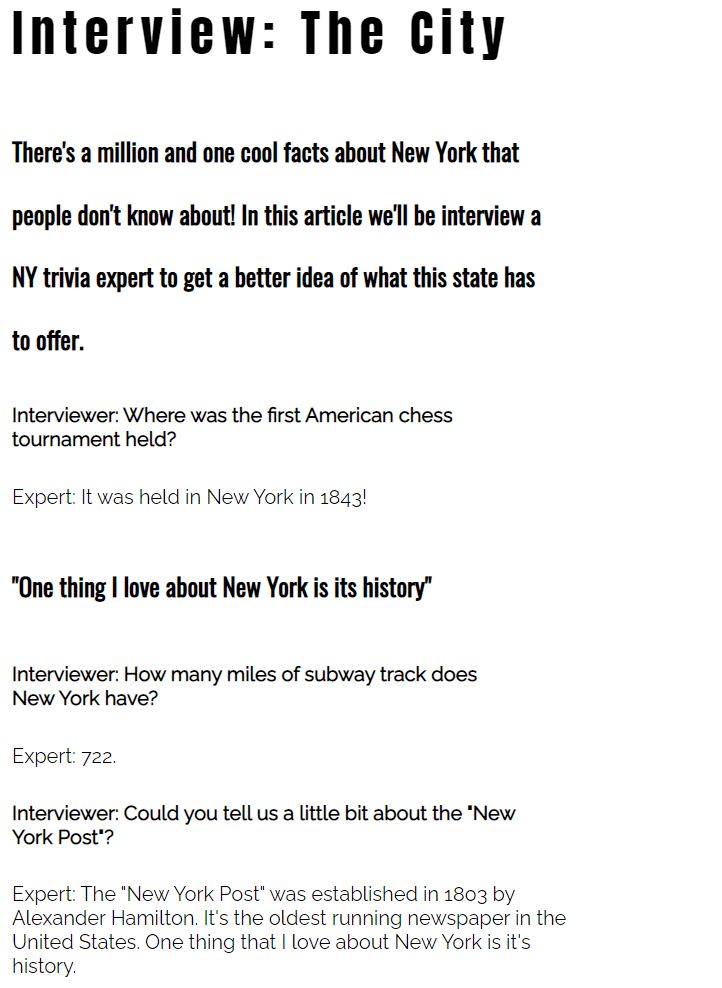 Interview: The City
There's a million and one cool facts about New York that
people don't know about! In this article we'll be interview a
NY trivia expert to get a better idea of what this state has
to offer.
Interviewer: Where was the first American chess
tournament held?
Expert: It was held in New York in 1843!
"One thing I love about New York is its history"
Interviewer: How many miles of subway track does
New York have?
Expert: 722.
Interviewer: Could you tell us a little bit about the "New
York Post"?
Expert: The "New York Post" was established in 1803 by
Alexander Hamilton. It's the oldest running newspaper in the
United States. One thing that I love about New York is it's
history.